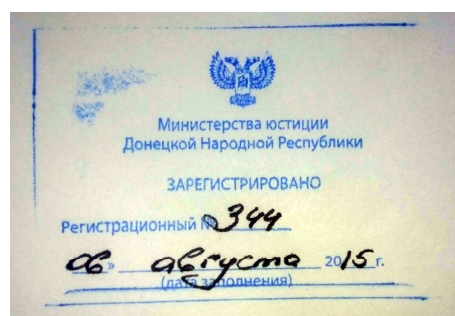 Министерства юстиции
Донецкой Народной Республики
ЗАРЕГИСТРИРОВАНО
Регистрационный № 344
06» августа 2015 г.
(дата заполнения)